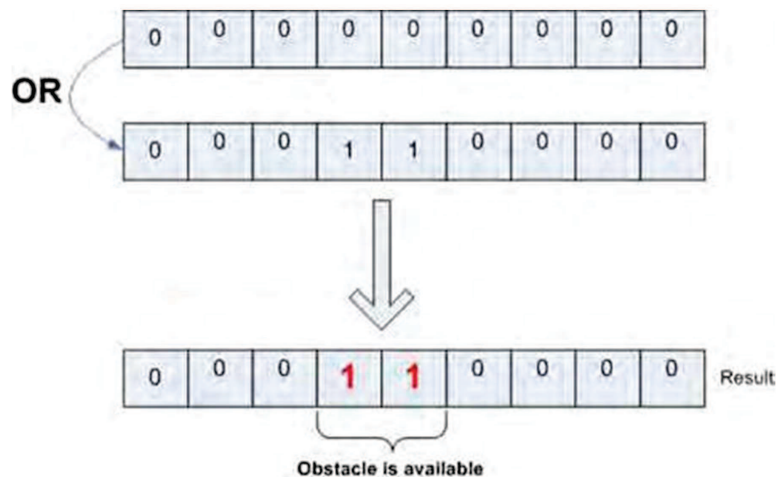 0 0 0 0 0 0 0 0 0
OR
0 0 0 1 1 0 0 0 0
0 0 0 1 1 0 0 0 0 Result
Obstacle is available